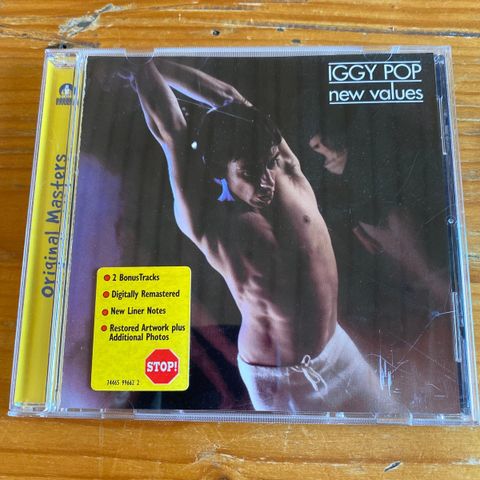 IGGY POP
new values
Original Masters
2 BonusTracks
Digitally Remastered
New Liner Notes
Restored Artwork plus
Additional Photos
STOP!
74465 99662 2